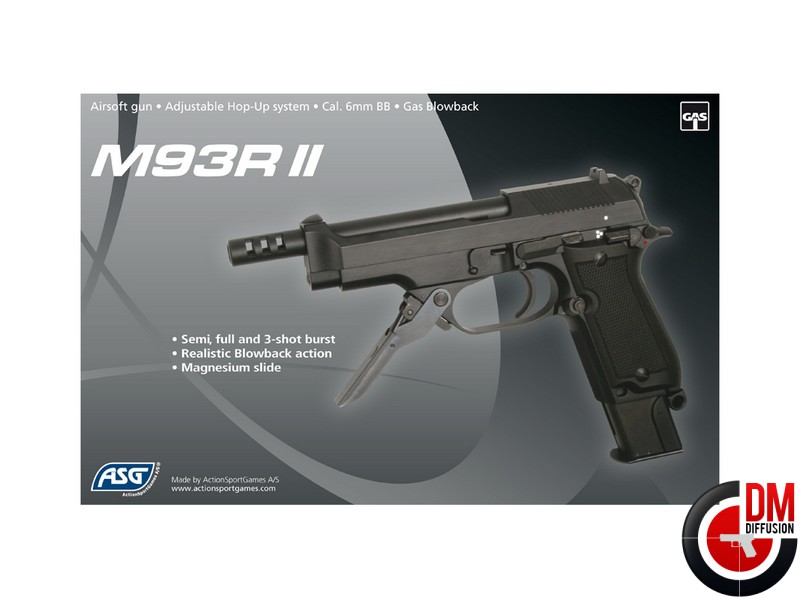 Airsoft gun • Adjustable Hop-Up system • Cal. 6mm BB • Gas Blowback
GAS
M93R II
• Semi, full and 3-shot burst
• Realistic Blowback action
• Magnesium slide
ASG
ActionSportGames A/S®
Made by ActionSportGames A/S
www.actionsportgames.com
DM
DIFFUSION